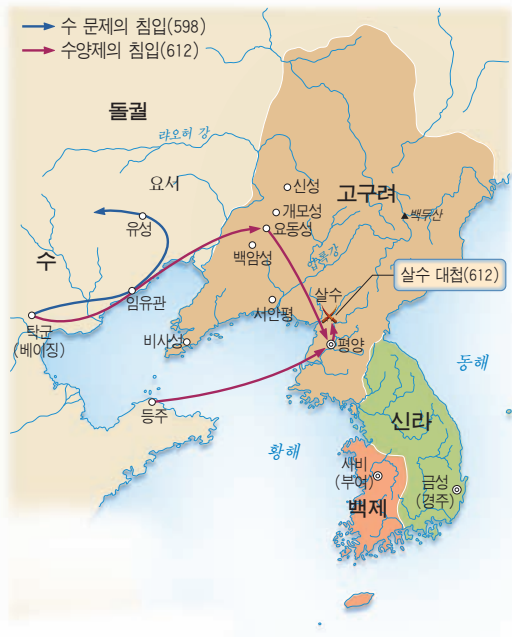 수 문제의 침입(598)
수양제의 침입(612)
돌궐
랴오허 강
요서
신성
고구려
개모성
백두산
유성
요동성
수
백암성
압록강
살수 대첩(612)
임유관
살수
서안평
탁군
(베이징)
비사성
평양
동해
등주
신라
황해
사비
(부여)
금성
(경주)
백제